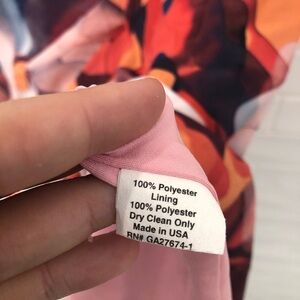 100% Polyester
Lining
100% Polyester
Dry Clean Only
Made in USA
RN# GA27674-1